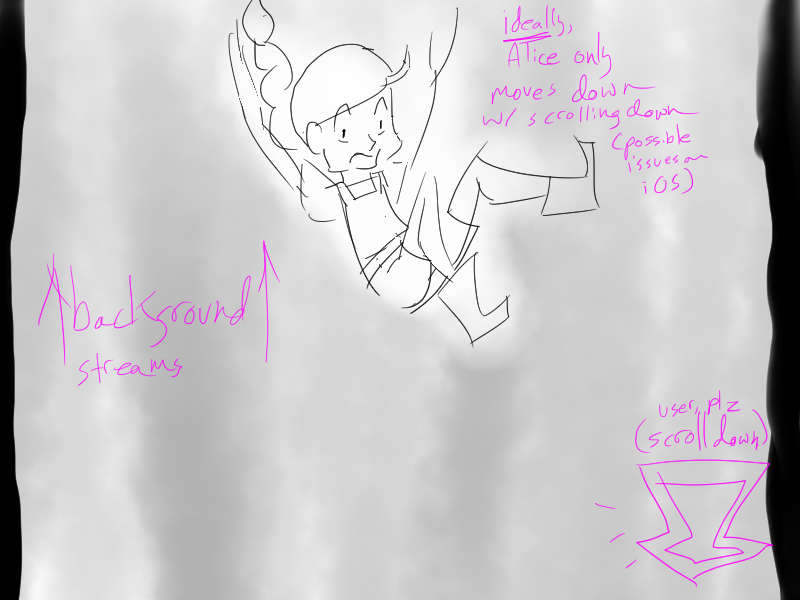 ideally,
Alice only
moves down
w/ scrolling down
(possible
issues on
iOS)
background
streams
user, plz
(scroll down)